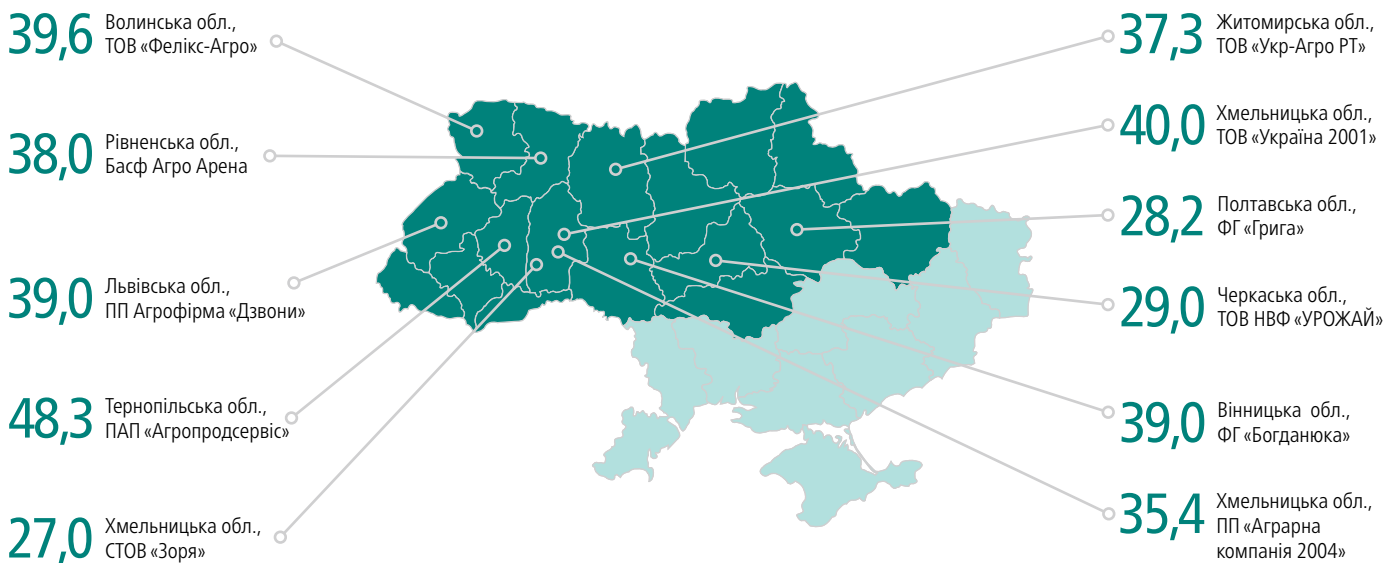 39,6
Волинська обл.,
ТОВ «Фелікс-Агро»
38,0
Рівненська обл.,
Басф Агро Арена
39,0
Львівська обл.,
ПП Агрофірма «Дзвони»
48,3
Тернопільська обл.,
ПАП «Агропродсервіс»
27,0
Хмельницька обл.,
СТОВ «Зоря»
37,3
Житомирська обл.,
ТОВ «Укр-Агро РТ»
40,0
Хмельницька обл.,
ТОВ «Україна 2001»
28,2
Полтавська обл.,
ФГ «Грига»
29,0
Черкаська обл.,
ТОВ НВФ «УРОЖАЙ»
39,0
Вінницька обл.,
ФГ «Богданюка»
35,4
Хмельницька обл.,
ПП «Аграрна
компанія 2004»